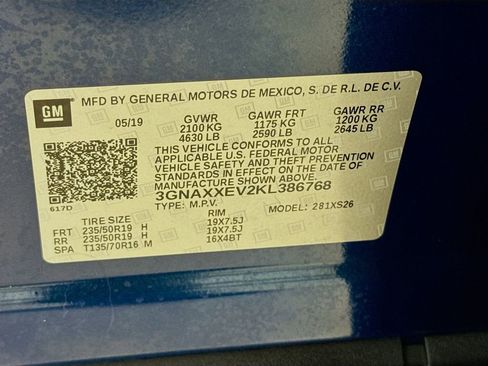 GM
MFD BY GENERAL MOTORS DE MEXICO, S. DE R.L. DE C.V.
05/19 GVWR GAWR FRT GAWR RR
2100 KG 1175 KG 1200 KG
4630 LB 2590 LB 2645 LB
THIS VEHICLE CONFORMS TO ALL
APPLICABLE U.S. FEDERAL MOTOR
VEHICLE SAFETY AND THEFT PREVENTION
STANDARDS IN EFFECT ON THE DATE OF
MANUFACTURE SHOWN ABOVE.
3GNAXXEV2KL386768
617D
TYPE: M.P.V. MODEL: 281XS26
TIRE SIZE RIM
FRT 235/50R19 H 19X7.5J
RR 235/50R19 H 19X7.5J
SPA T135/70R16 M 16X4BT